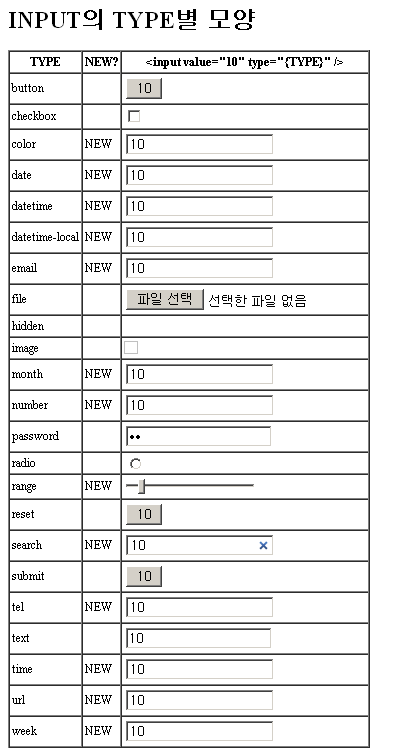 INPUT의 TYPE별 모양
TYPE NEW? <input value="10" type="{TYPE}" />
button 10
checkbox
color NEW 10
date NEW 10
datetime NEW 10
datetime-local NEW 10
email NEW 10
file 파일 선택 선택한 파일 없음
hidden
image
month NEW 10
number NEW 10
password ••
radio
range NEW
reset 10
search NEW 10
submit 10
tel NEW 10
text 10
time NEW 10
url NEW 10
week NEW 10